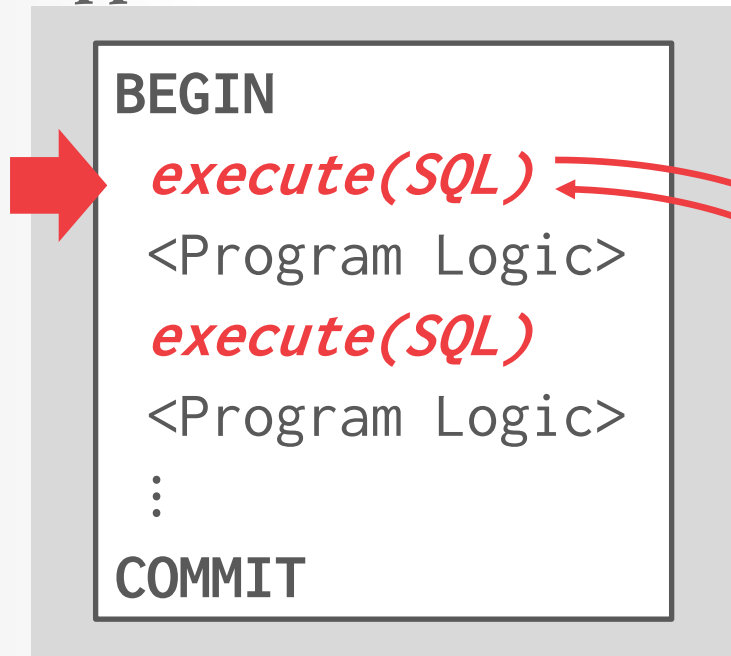 BEGIN
execute(SQL)
<Program Logic>
execute(SQL)
<Program Logic>
⋮
COMMIT